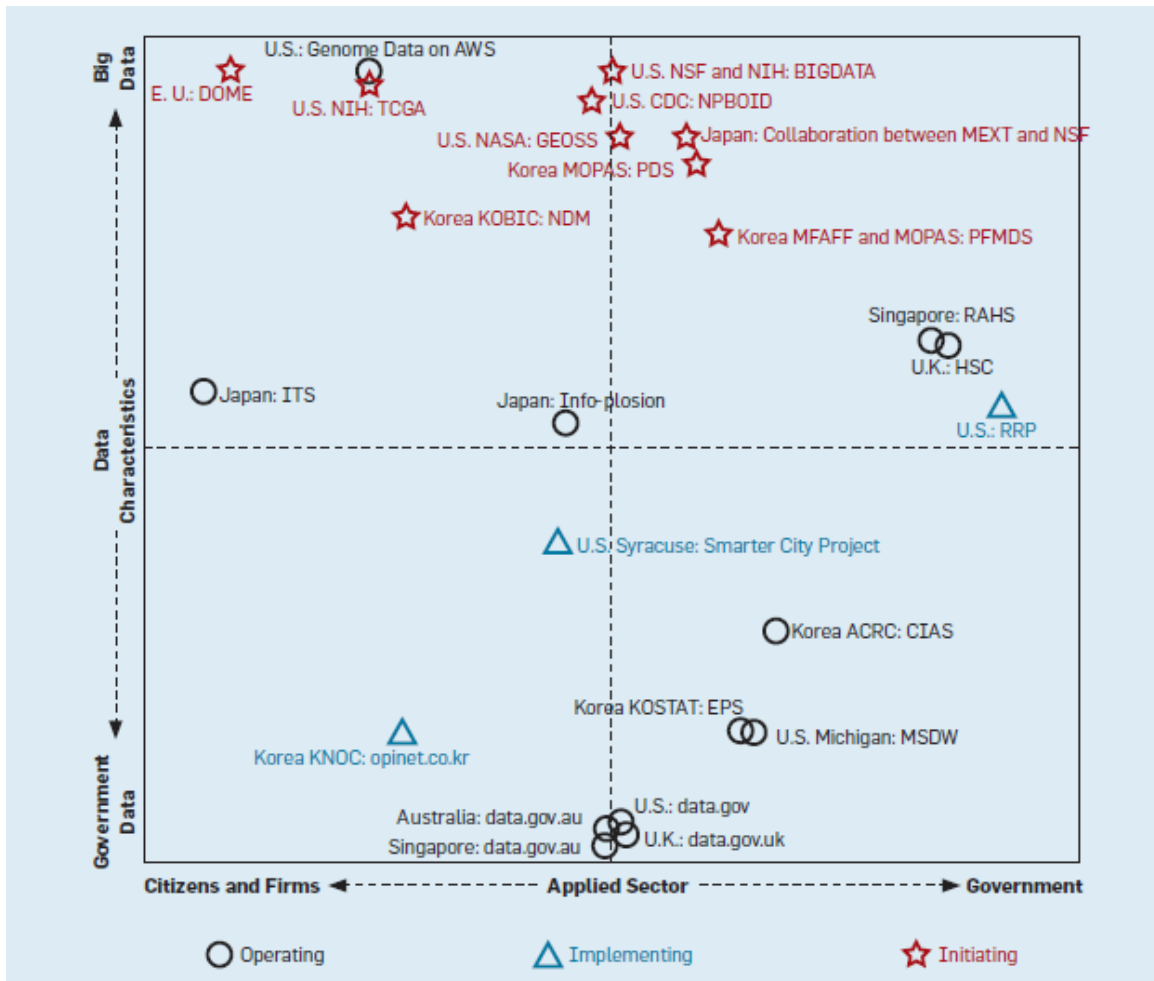 Big
Data
U.S.: Genome Data on AWS
E. U.: DOME
U.S. NIH: TCGA
U.S. NSF and NIH: BIGDATA
U.S. CDC: NPBOID
U.S. NASA: GEOSS
Japan: Collaboration between MEXT and NSF
Korea MOPAS: PDS
Korea KOBIC: NDM
Korea MFAFF and MOPAS: PFMDS
Singapore: RAHS
U.K.: HSC
Japan: ITS
Japan: Info-plosion
U.S.: RRP
Data
Characteristics
U.S. Syracuse: Smarter City Project
Korea ACRC: CIAS
Korea KOSTAT: EPS
U.S. Michigan: MSDW
Korea KNOC: opinet.co.kr
U.S.: data.gov
Australia: data.gov.au
U.K.: data.gov.uk
Singapore: data.gov.au
Government
Data
Citizens and Firms
Applied Sector
Government
Operating
Implementing
Initiating